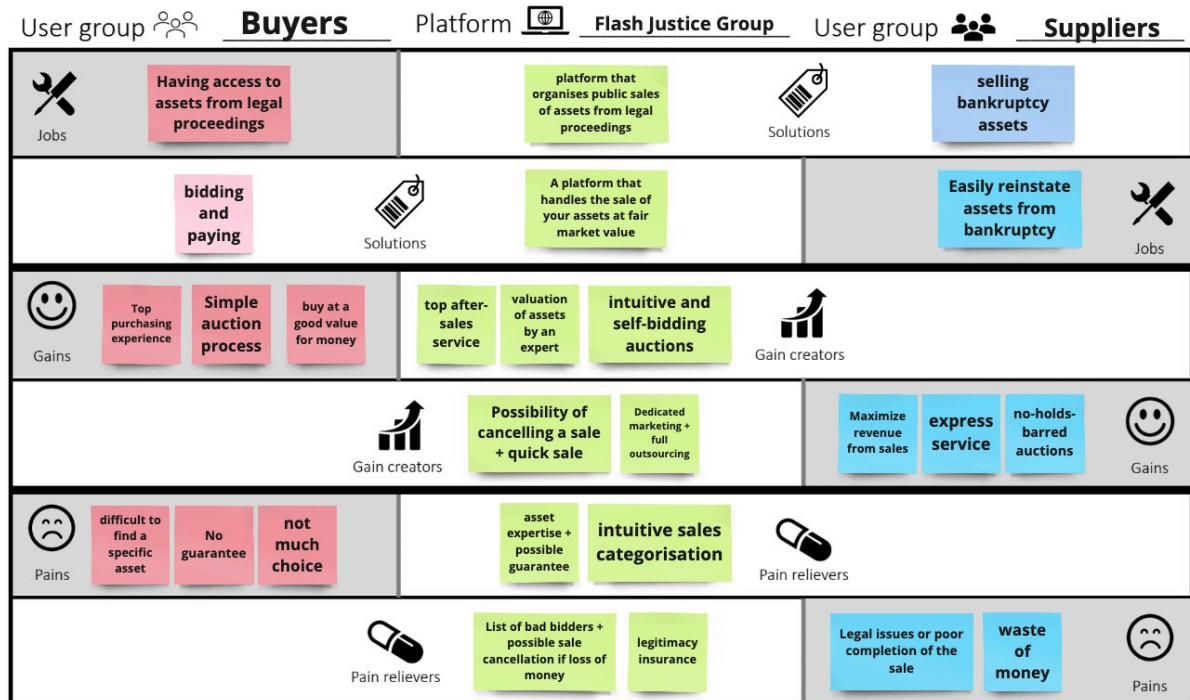 User group Buyers Platform Flash Justice Group User group Suppliers
Jobs
Having access to
assets from legal
proceedings
platform that
organises public sales
of assets from legal
proceedings
Solutions
selling
bankruptcy
assets
bidding
and
paying
Solutions
A platform that
handles the sale of
your assets at fair
market value
Easily reinstate
assets from
bankruptcy
Jobs
Gains
Top
purchasing
experience
Simple
auction
process
buy at a
good value
for money
top after-
sales
service
valuation
of assets
by an
expert
intuitive and
self-bidding
auctions
Gain creators
Gain creators
Possibility of
cancelling a sale
+ quick sale
Dedicated
marketing +
full
outsourcing
Maximize
revenue
from sales
express
service
no-holds-
barred
auctions
Gains
Pains
difficult to
find a
specific
asset
No
guarantee
not
much
choice
asset
expertise +
possible
guarantee
intuitive sales
categorisation
Pain relievers
Pain relievers
List of bad bidders +
possible sale
cancellation if loss of
money
legitimacy
insurance
Legal issues or poor
completion of the
sale
waste
of
money
Pains